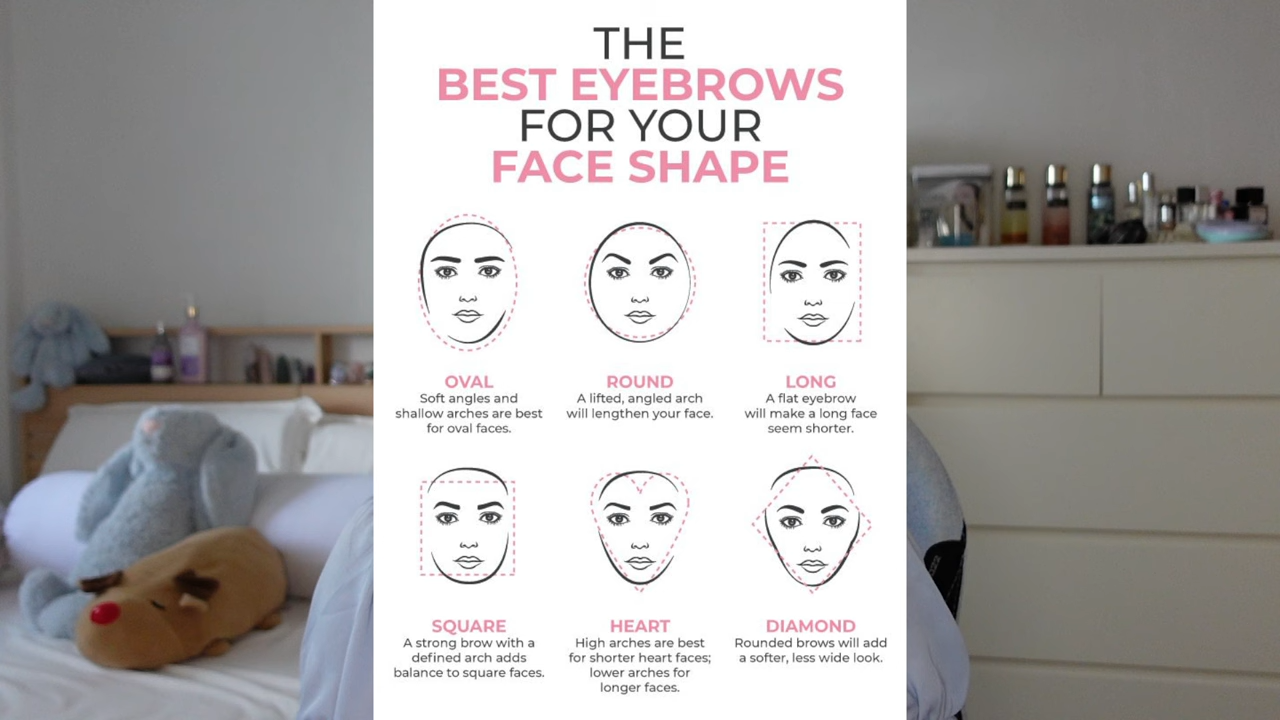 THE
BEST EYEBROWS
FOR YOUR
FACE SHAPE
OVAL
Soft angles and
shallow arches are best
for oval faces.
ROUND
A lifted, angled arch
will lengthen your face.
LONG
A flat eyebrow
will make a long face
seem shorter.
SQUARE
A strong brow with a
defined arch adds
balance to square faces.
HEART
High arches are best
for shorter heart faces;
lower arches for
longer faces.
DIAMOND
Rounded brows will add
a softer, less wide look.